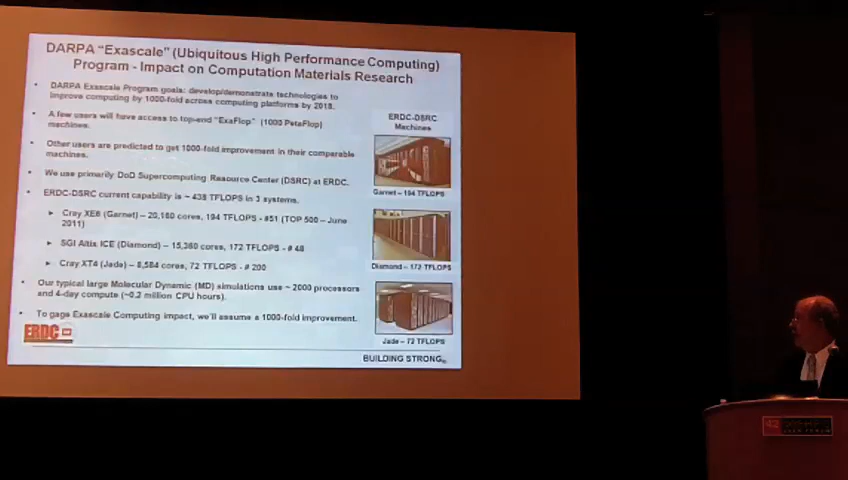 DARPA "Exascale" (Ubiquitous High Performance Computing)
Program - Impact on Computation Materials Research
• DARPA Exascale Program goals: develop/demonstrate technologies to
improve computing by 1000-fold across computing platforms by 2018.
• A few users will have access to top-end "ExaFlop" (1000 PetaFlop)
machines.
• Other users are predicted to get 1000-fold improvement in their comparable
machines.
• We use primarily DoD Supercomputing Resource Center (DSRC) at ERDC.
• ERDC-DSRC current capability is ~ 438 TFLOPS in 3 systems.
► Cray XE6 (Garnet) – 20,160 cores, 194 TFLOPS - #51 (TOP 500 – June
2011)
► SGI Altix ICE (Diamond) – 15,360 cores, 172 TFLOPS - # 48
► Cray XT4 (Jade) – 8,584 cores, 72 TFLOPS - # 200
• Our typical large Molecular Dynamic (MD) simulations use ~ 2000 processors
and 4-day compute (~0.2 million CPU hours).
• To gage Exascale Computing impact, we'll assume a 1000-fold improvement.
ERDC-DSRC
Machines
Garnet – 194 TFLOPS
Diamond – 172 TFLOPS
Jade – 72 TFLOPS
ERDC
BUILDING STRONG®